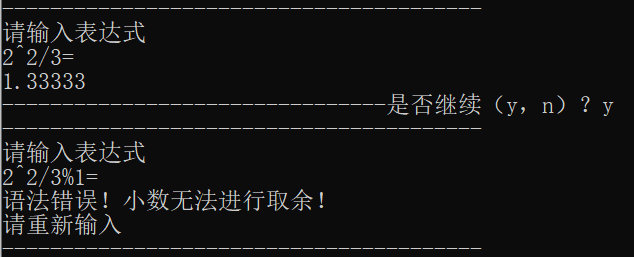 ----------------------------------------
请输入表达式
2^2/3=
1.33333
--------------------------------是否继续（y，n）？y
----------------------------------------
请输入表达式
2^2/3%1=
语法错误！小数无法进行取余！
请重新输入
----------------------------------------